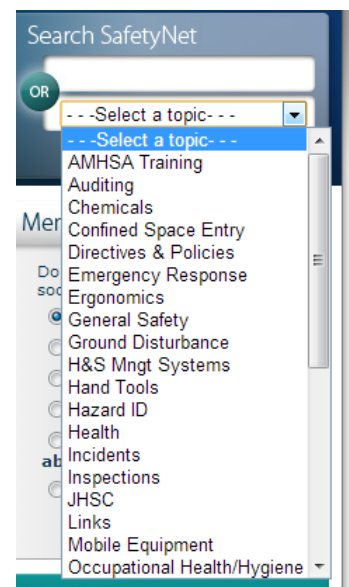 Search SafetyNet
OR
- - -Select a topic- - -
- - -Select a topic- - -
AMHSA Training
Auditing
Chemicals
Confined Space Entry
Directives & Policies
Emergency Response
Ergonomics
General Safety
Ground Disturbance
H&S Mngt Systems
Hand Tools
Hazard ID
Health
Incidents
Inspections
JHSC
Links
Mobile Equipment
Occupational Health/Hygiene
Mer
Do
soc
ab